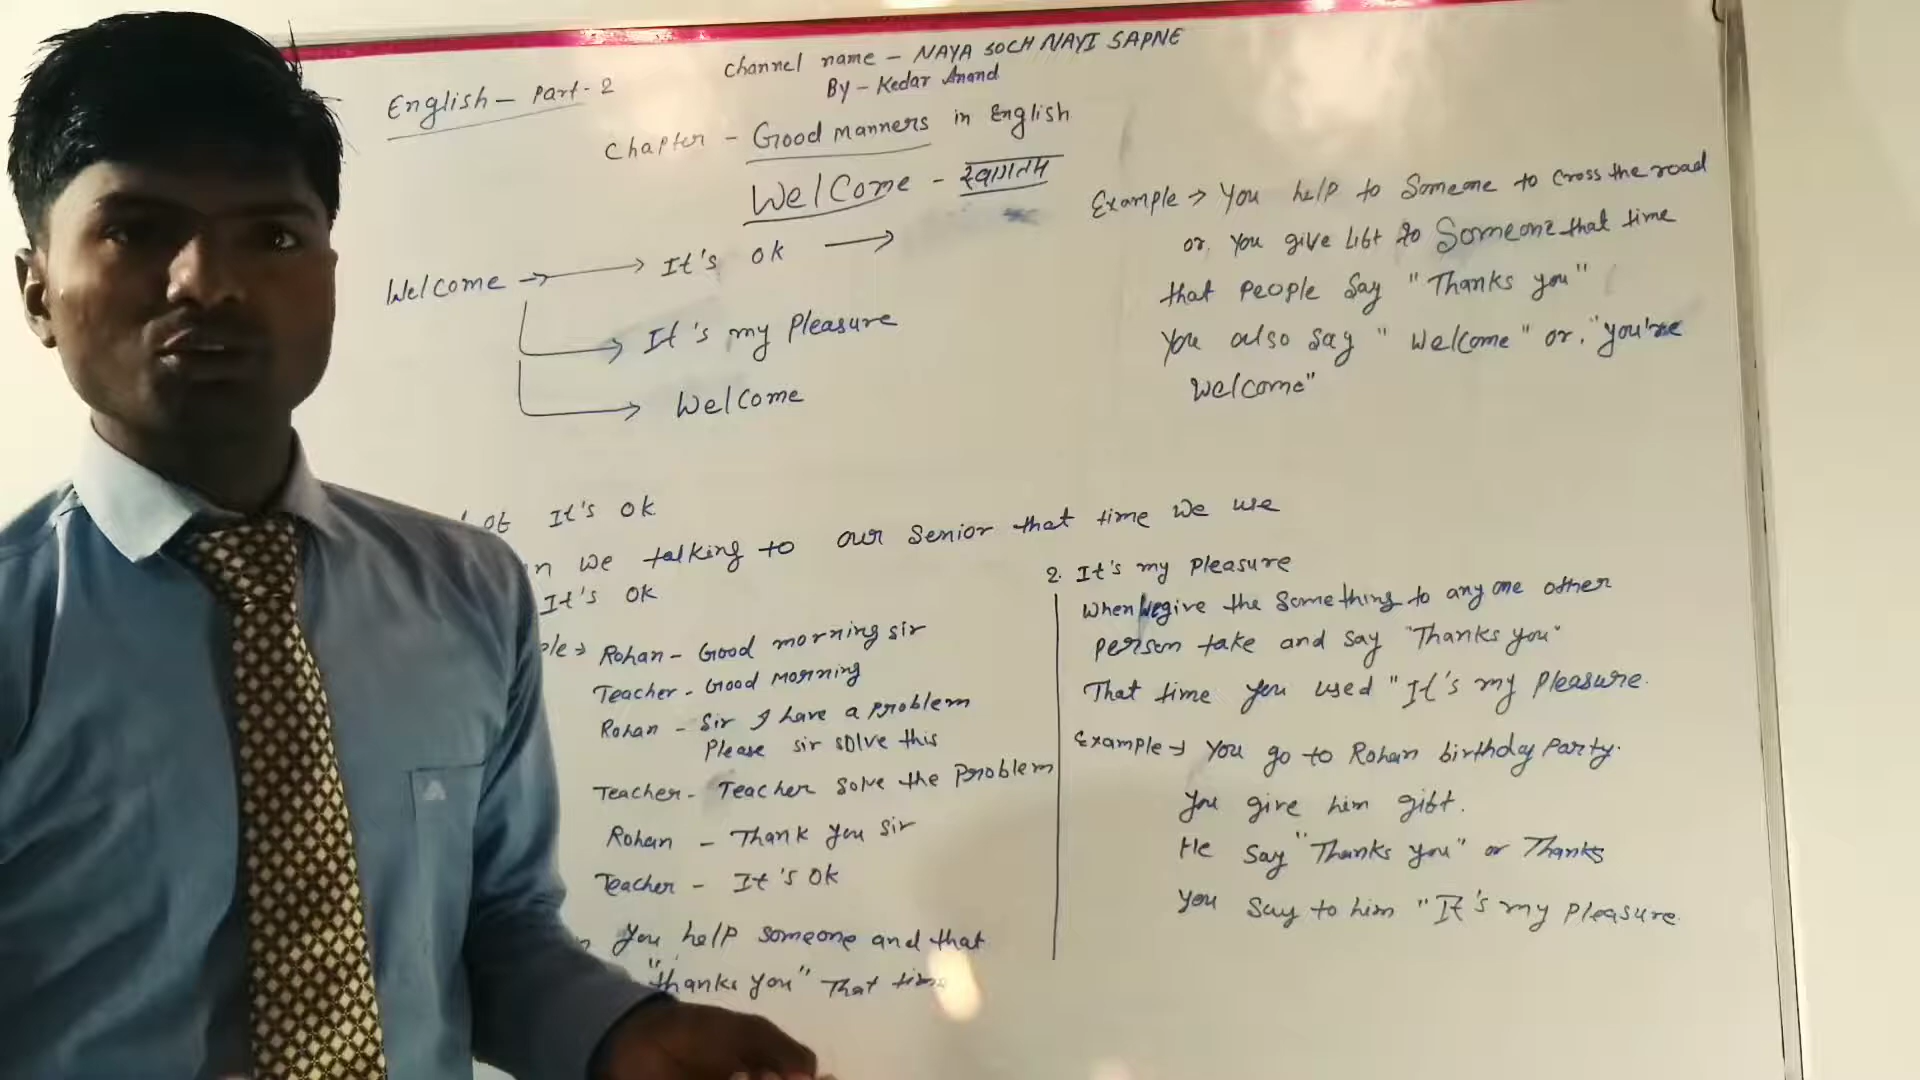 Channel name - NAYA SOCH NAYI SAPNE
By - Kedar Anand
English - Part-2
Chapter - Good manners in English
Welcome - स्वागतम
Welcome → It's ok →
It's my Pleasure
Welcome
Example → You help to Someone to cross the road
or, you give lift to Someone that time
that people say "Thanks you"
You also say "Welcome" or, "you're
Welcome"
of It's ok
we talking to our Senior that time we use
It's ok
Rohan - Good morning sir
Teacher - Good morning
Rohan - Sir I have a problem
Please sir solve this
Teacher - Teacher solve the Problem
Rohan - Thank you sir
Teacher - It's ok
You help someone and that
"thanks you" That time
2. It's my Pleasure
When we give the something to any one other
person take and say "Thanks you"
That time you used "It's my Pleasure.
Example → You go to Rohan birthday Party.
You give him gift.
He say "Thanks you" or Thanks
You say to him "It's my Pleasure